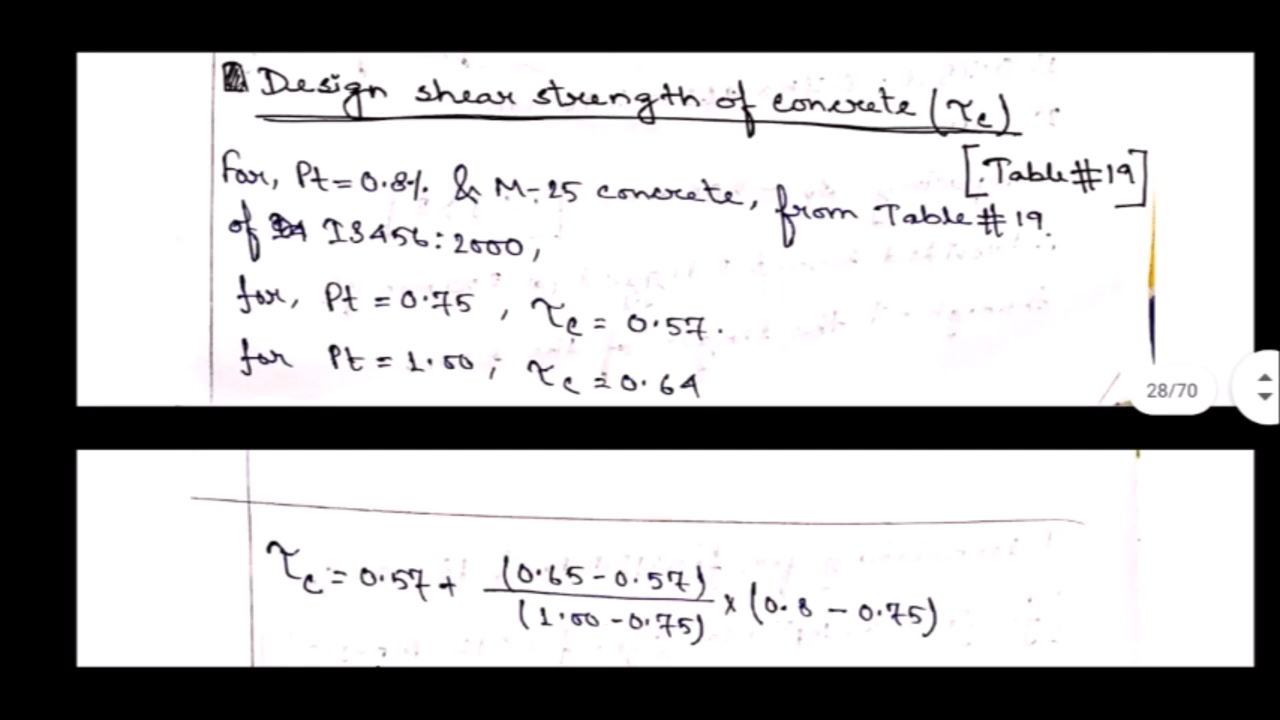 Design shear strength of concrete (τc)
[Table#19]
For, Pt = 0.8% & M-25 concrete, from Table# 19.
of IS456:2000,
for, Pt = 0.75 , τc = 0.57.
for Pt = 1.00 ; τc = 0.64
28/70
τc = 0.57 + (0.65 - 0.57) / (1.00 - 0.75) x (0.8 - 0.75)